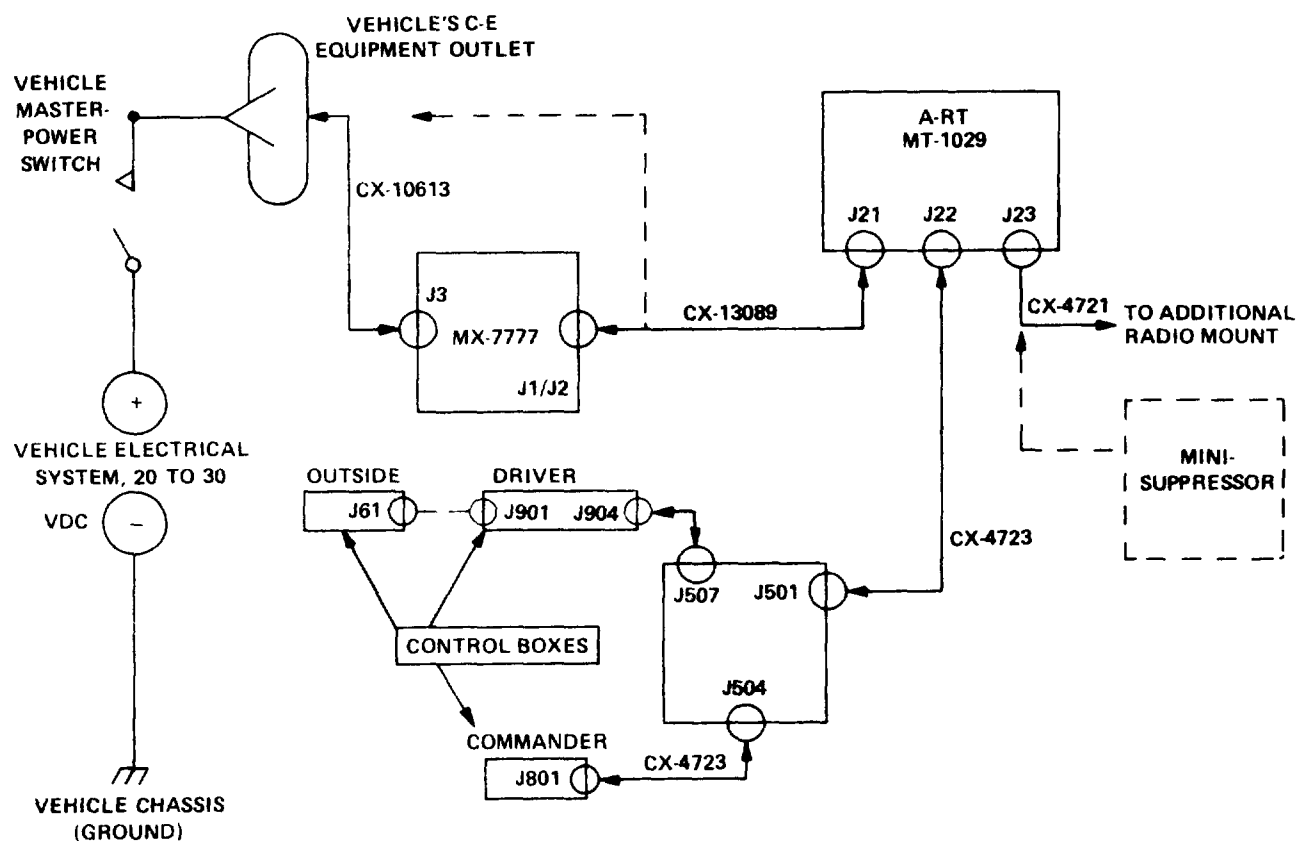 VEHICLE'S C-E
EQUIPMENT OUTLET
VEHICLE
MASTER-
POWER
SWITCH
CX-10613
A-RT
MT-1029
J21
J22
J23
J3
MX-7777
J1/J2
CX-13089
CX-4721
TO ADDITIONAL
RADIO MOUNT
+
VEHICLE ELECTRICAL
SYSTEM, 20 TO 30
VDC
–
MINI-
SUPPRESSOR
OUTSIDE
J61
DRIVER
J901
J904
CX-4723
J507
J501
CONTROL BOXES
J504
COMMANDER
J801
CX-4723
VEHICLE CHASSIS
(GROUND)